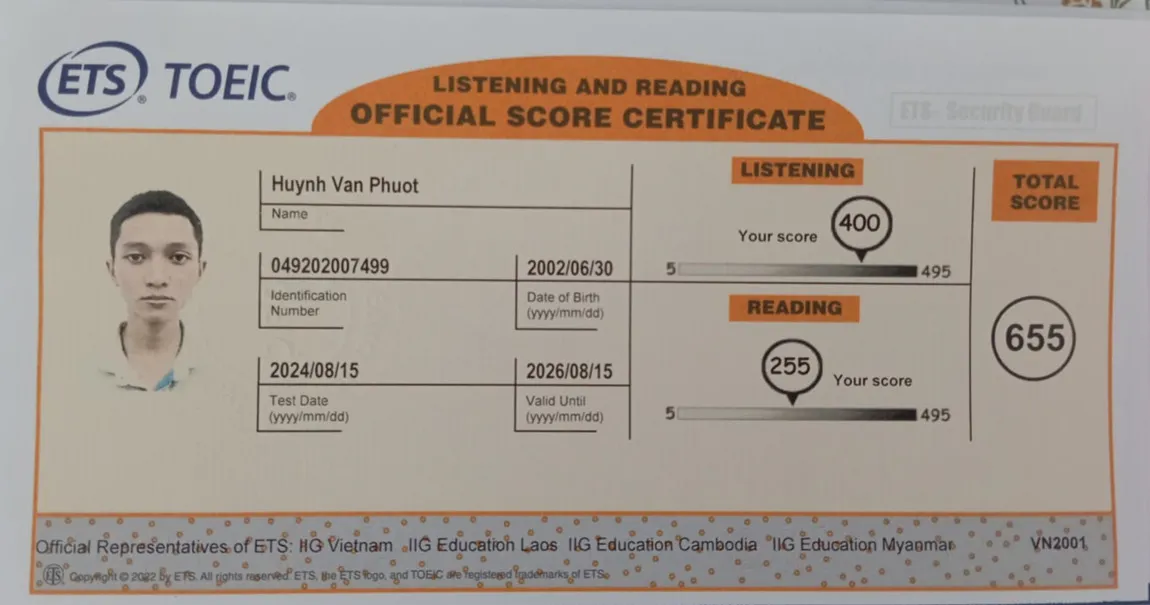 ETS® TOEIC®
LISTENING AND READING
OFFICIAL SCORE CERTIFICATE
ETS - Security Guard
Huynh Van Phuot
Name
049202007499
Identification
Number
2002/06/30
Date of Birth
(yyyy/mm/dd)
2024/08/15
Test Date
(yyyy/mm/dd)
2026/08/15
Valid Until
(yyyy/mm/dd)
LISTENING
Your score
400
5
495
READING
255
Your score
5
495
TOTAL
SCORE
655
Official Representatives of ETS: IIG Vietnam IIG Education Laos IIG Education Cambodia IIG Education Myanmar
VN2001
ETS Copyright © 2022 by ETS. All rights reserved. ETS, the ETS logo, and TOEIC are registered trademarks of ETS.